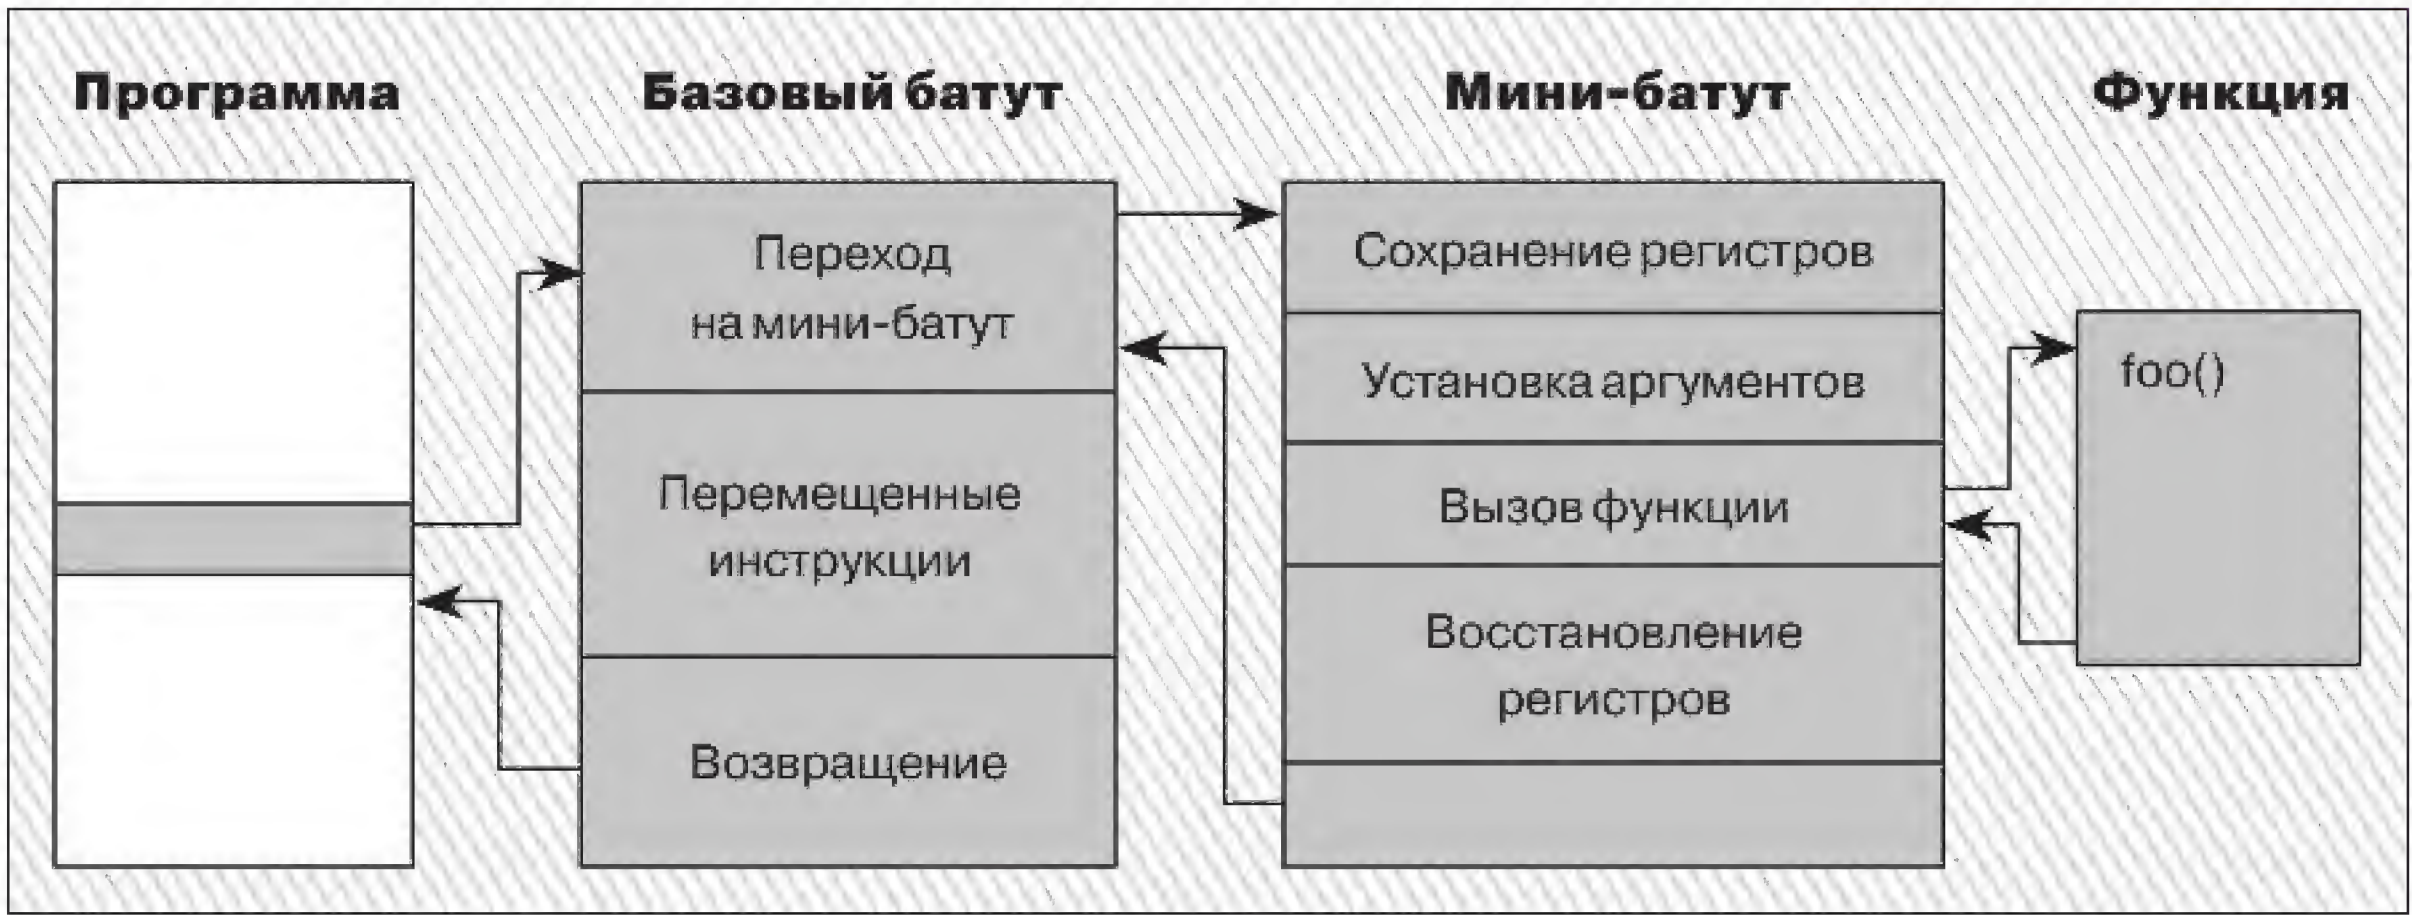 Программа
Базовый батут
Мини-батут
Функция
Переход
на мини-батут
Перемещенные
инструкции
Возвращение
Сохранение регистров
Установка аргументов
Вызов функции
Восстановление
регистров
foo()